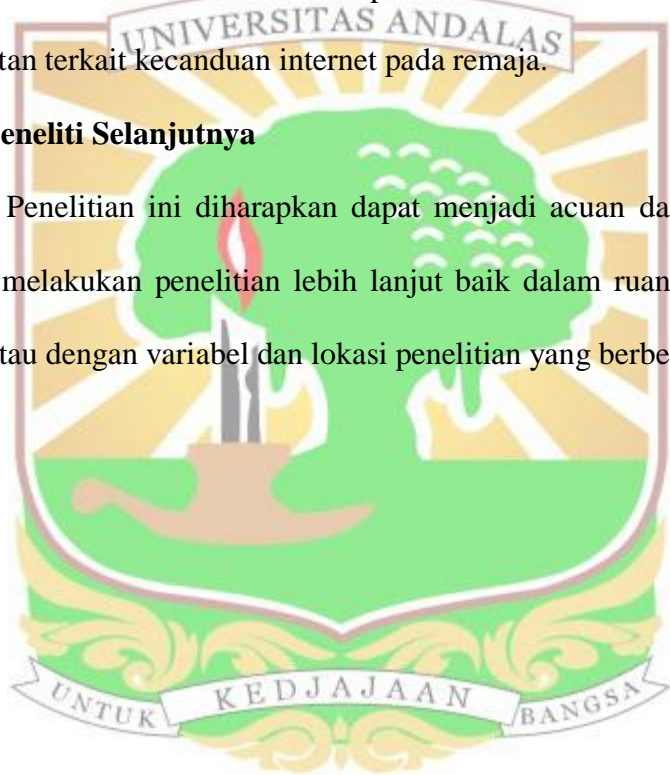 UNIVERSITAS ANDALAS
tan terkait kecanduan internet pada remaja.
eneliti Selanjutnya
Penelitian ini diharapkan dapat menjadi acuan da
melakukan penelitian lebih lanjut baik dalam ruan
tau dengan variabel dan lokasi penelitian yang berbe
UNTUK KEDJAJAAN BANGSA